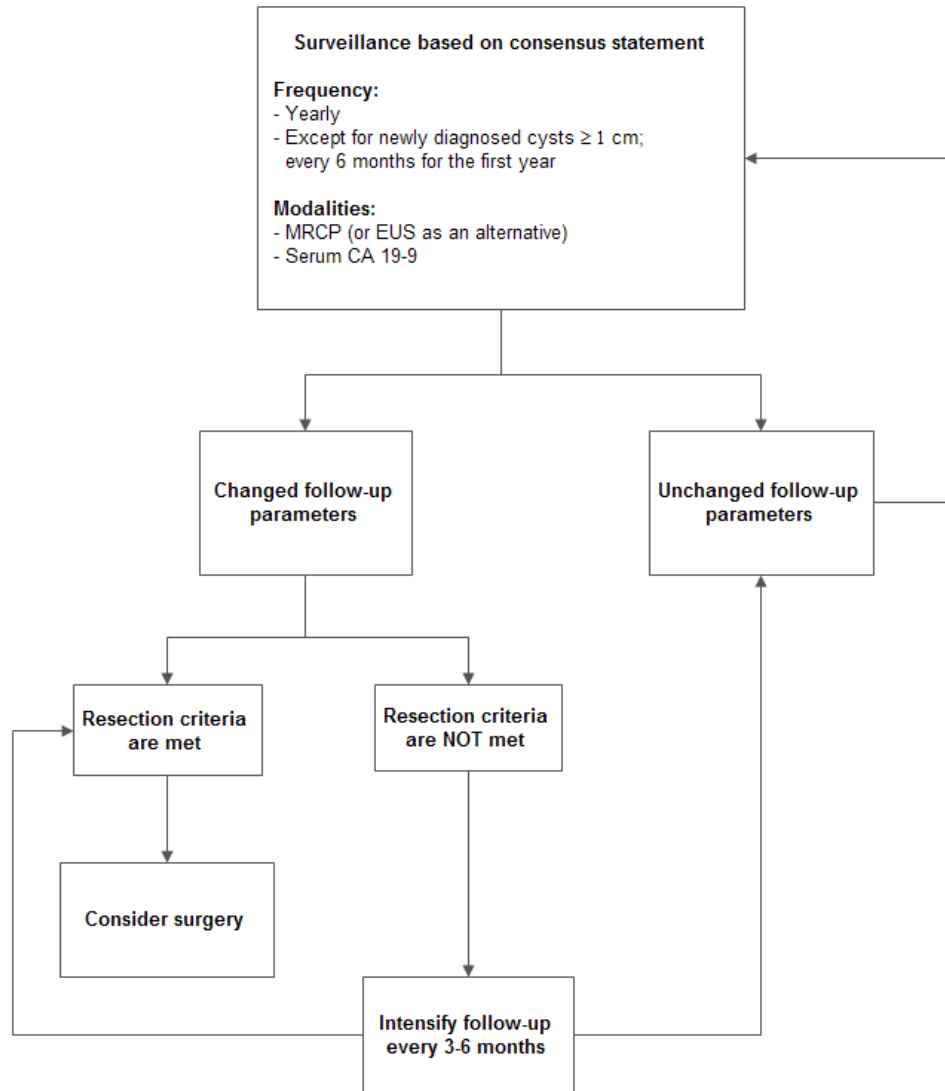 Surveillance based on consensus statement
Frequency:
- Yearly
- Except for newly diagnosed cysts ≥ 1 cm;
every 6 months for the first year
Modalities:
- MRCP (or EUS as an alternative)
- Serum CA 19-9
Changed follow-up
parameters
Unchanged follow-up
parameters
Resection criteria
are met
Resection criteria
are NOT met
Consider surgery
Intensify follow-up
every 3-6 months